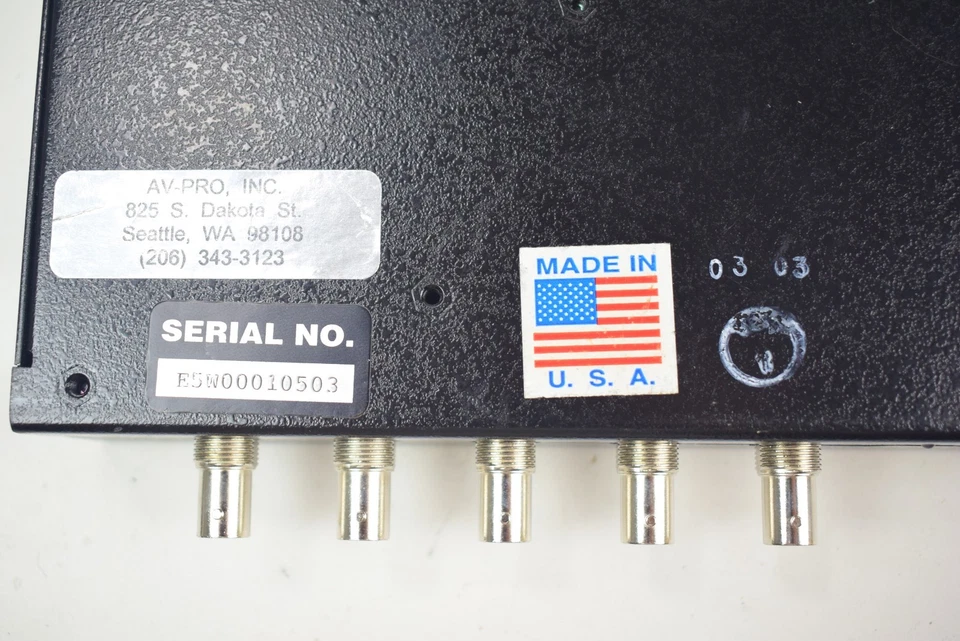 AV-PRO, INC.
825 S. Dakota St.
Seattle, WA 98108
(206) 343-3123
SERIAL NO.
E5W00010503
MADE IN
U. S. A.
03 03